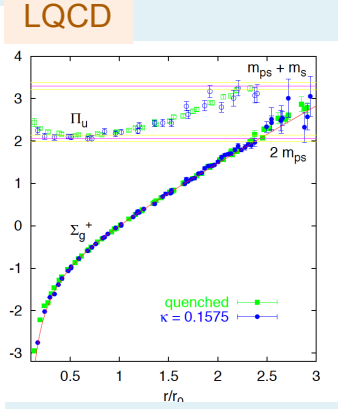 LQCD
4
3
2
1
0
-1
-2
-3
m_ps + m_s
Π_u
2 m_ps
Σ_g^+
quenched
κ = 0.1575
0.5 1 1.5 2 2.5 3
r/r₀